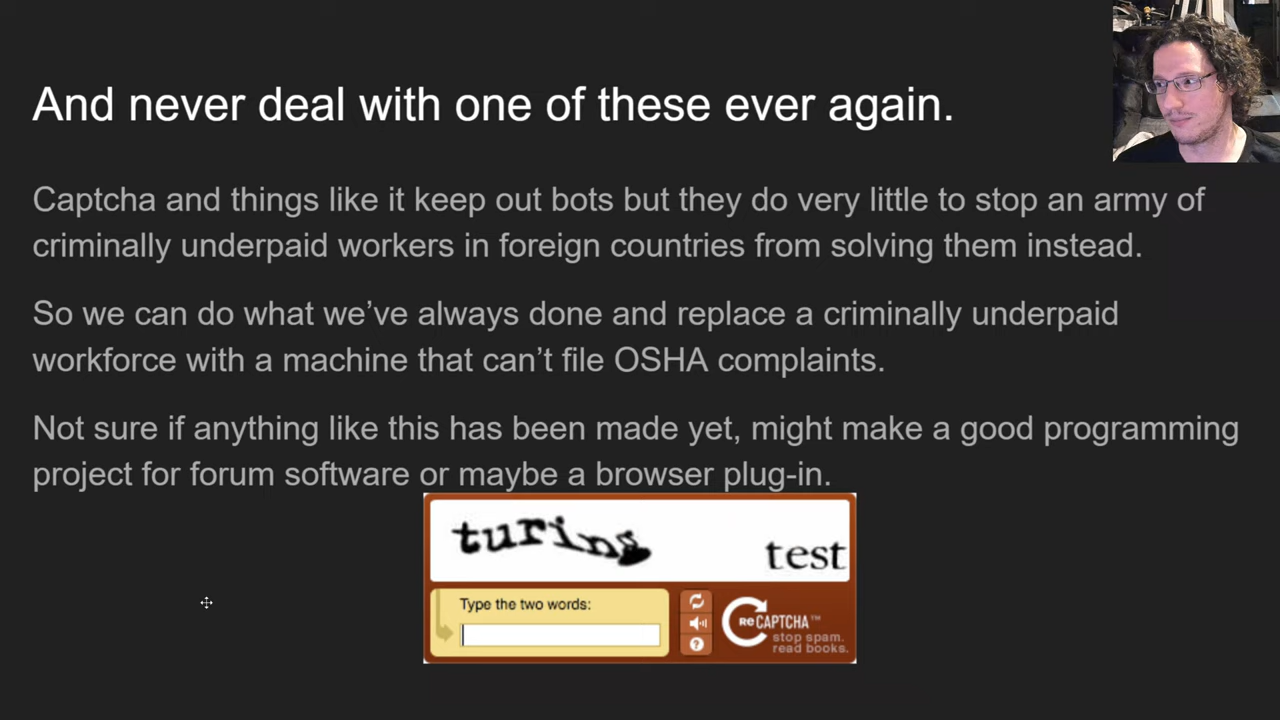 And never deal with one of these ever again.
Captcha and things like it keep out bots but they do very little to stop an army of
criminally underpaid workers in foreign countries from solving them instead.
So we can do what we’ve always done and replace a criminally underpaid
workforce with a machine that can’t file OSHA complaints.
Not sure if anything like this has been made yet, might make a good programming
project for forum software or maybe a browser plug-in.
turing test
Type the two words:
ReCAPTCHA™
stop spam.
read books.